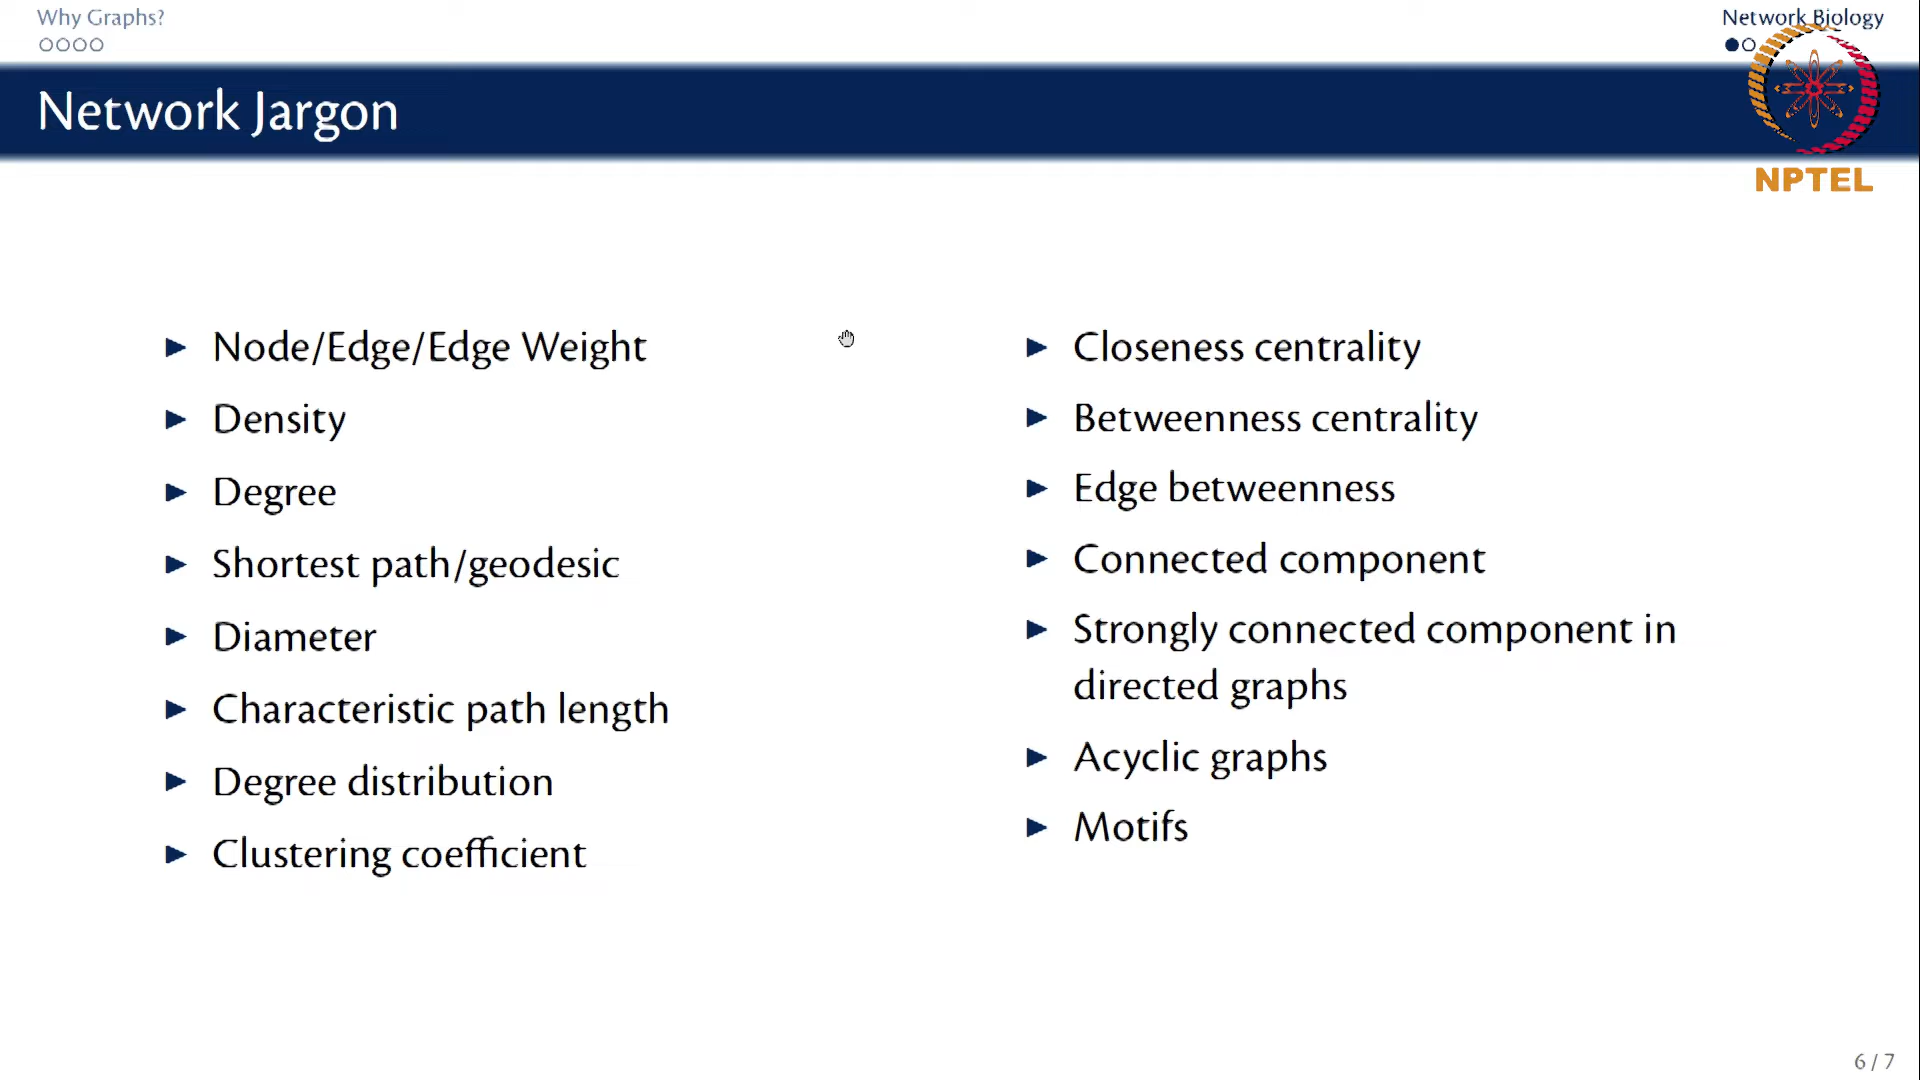 Why Graphs?
Network Biology
Network Jargon
NPTEL
Node/Edge/Edge Weight
Density
Degree
Shortest path/geodesic
Diameter
Characteristic path length
Degree distribution
Clustering coefficient
Closeness centrality
Betweenness centrality
Edge betweenness
Connected component
Strongly connected component in
directed graphs
Acyclic graphs
Motifs
6 / 7